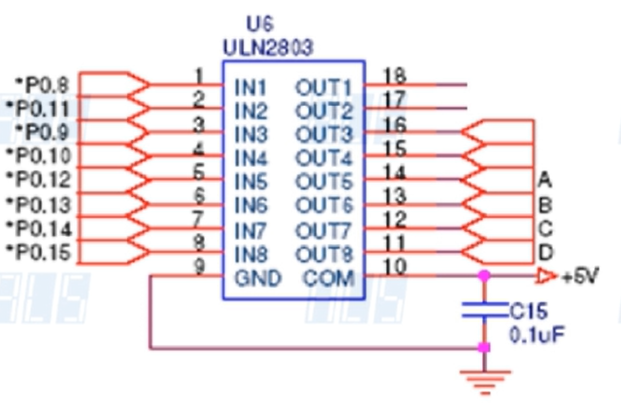 U6
ULN2803
*P0.8 1 IN1 OUT1 18
*P0.11 2 IN2 OUT2 17
*P0.9 3 IN3 OUT3 16
*P0.10 4 IN4 OUT4 15
*P0.12 5 IN5 OUT5 14 A
*P0.13 6 IN6 OUT6 13 B
*P0.14 7 IN7 OUT7 12 C
*P0.15 8 IN8 OUT8 11 D
9 GND COM 10 +5V
C15
0.1uF